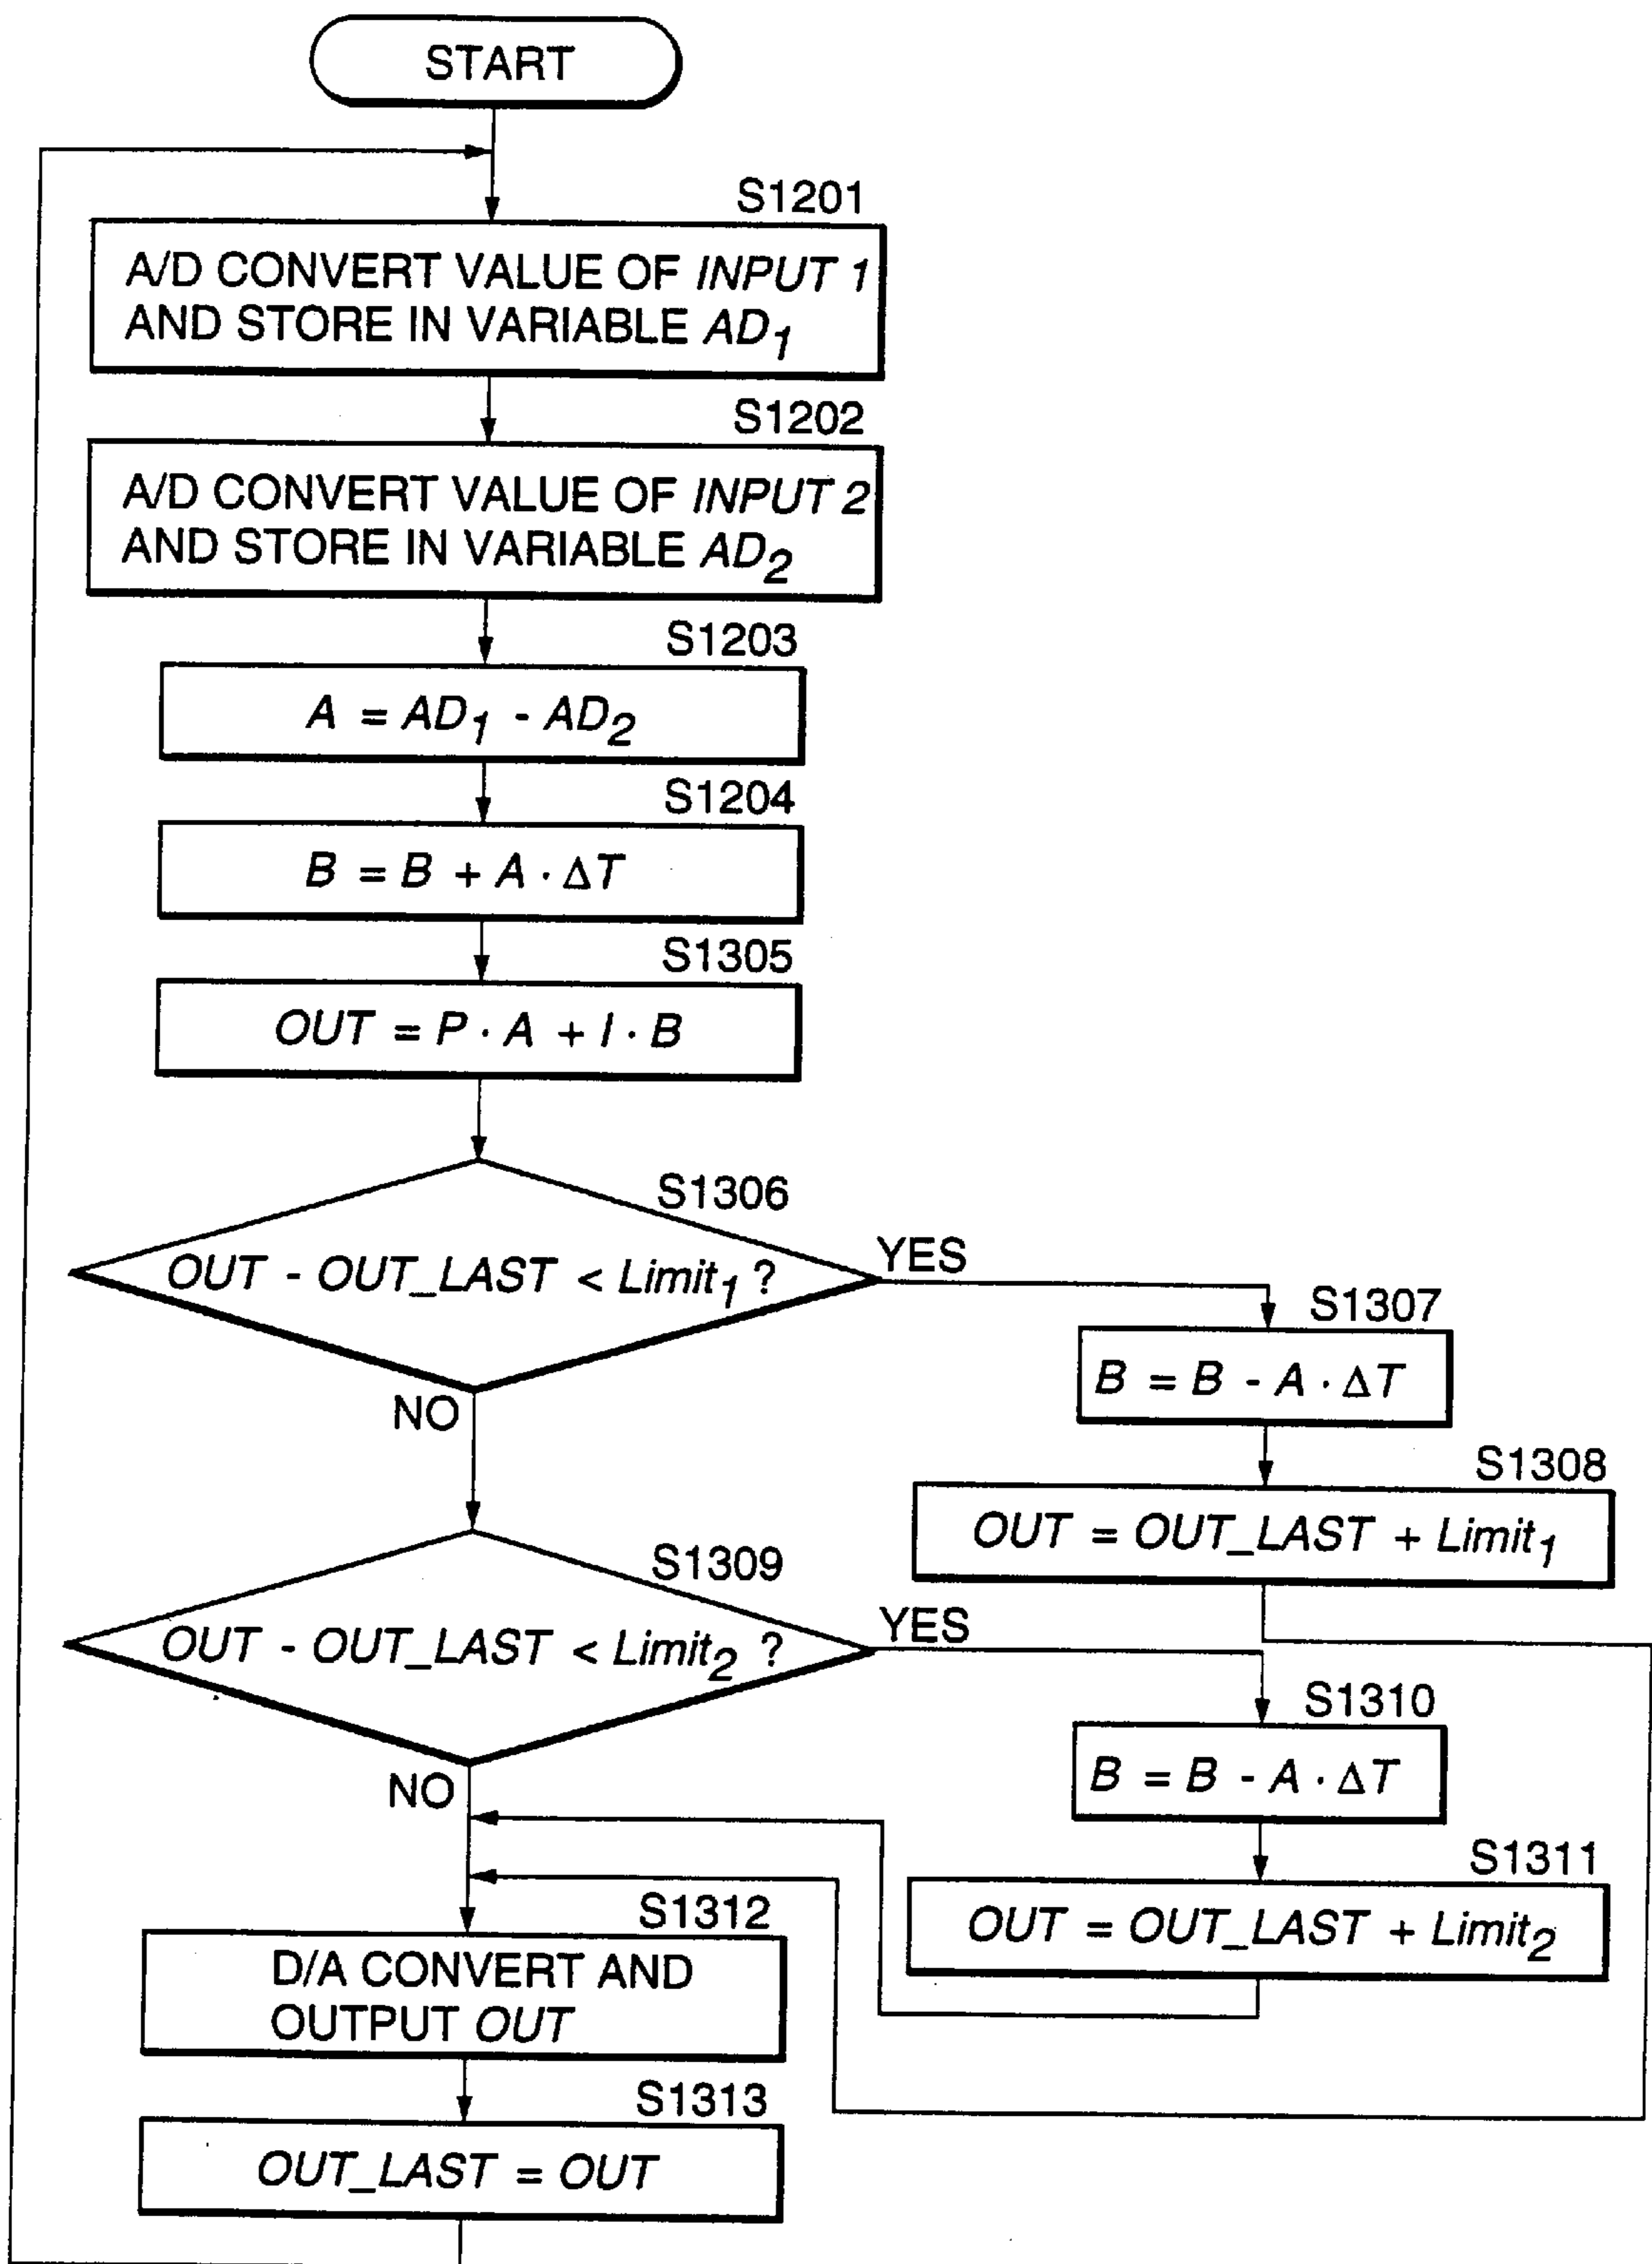 START
S1201
A/D CONVERT VALUE OF INPUT 1
AND STORE IN VARIABLE AD₁
S1202
A/D CONVERT VALUE OF INPUT 2
AND STORE IN VARIABLE AD₂
S1203
A = AD₁ - AD₂
S1204
B = B + A · ΔT
S1305
OUT = P · A + I · B
S1306
OUT - OUT_LAST < Limit₁ ?
YES
NO
S1307
B = B - A · ΔT
S1308
OUT = OUT_LAST + Limit₁
S1309
OUT - OUT_LAST < Limit₂ ?
YES
NO
S1310
B = B - A · ΔT
S1311
OUT = OUT_LAST + Limit₂
S1312
D/A CONVERT AND
OUTPUT OUT
S1313
OUT_LAST = OUT